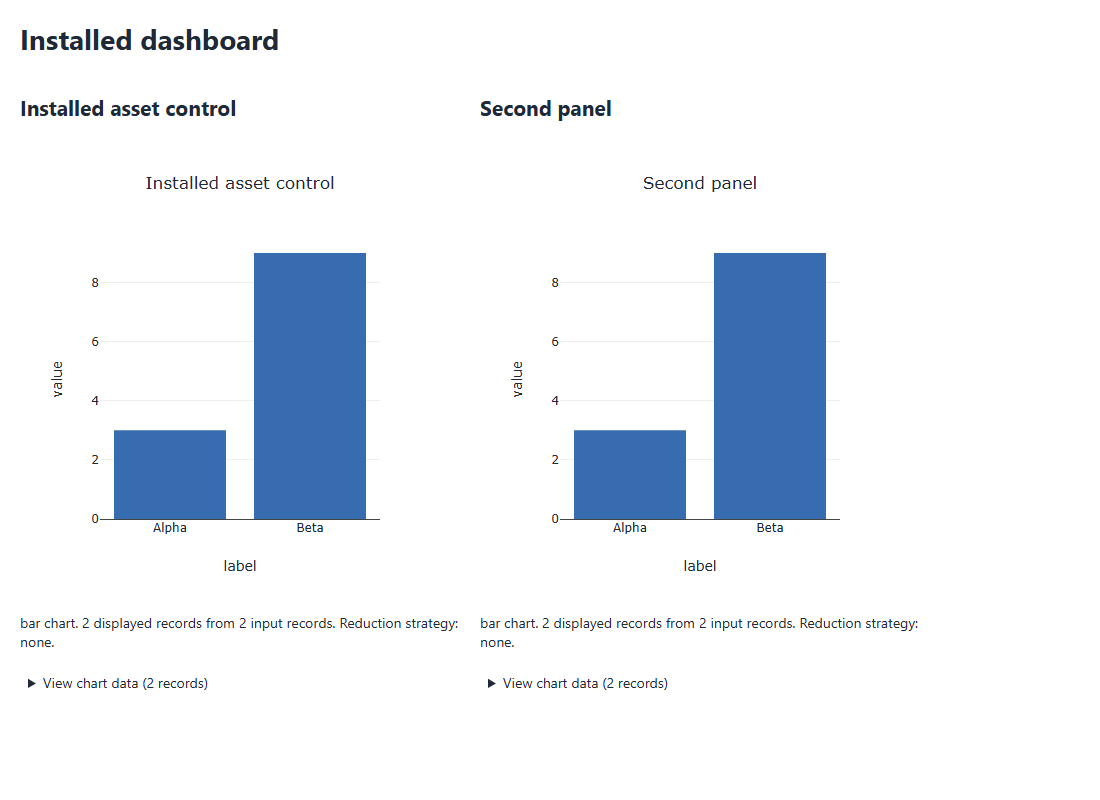 Installed dashboard
Installed asset control
Second panel
Installed asset control
8
6
4
2
0
value
Alpha
Beta
label
Second panel
8
6
4
2
0
value
Alpha
Beta
label
bar chart. 2 displayed records from 2 input records. Reduction strategy:
none.
bar chart. 2 displayed records from 2 input records. Reduction strategy:
none.
View chart data (2 records)
View chart data (2 records)